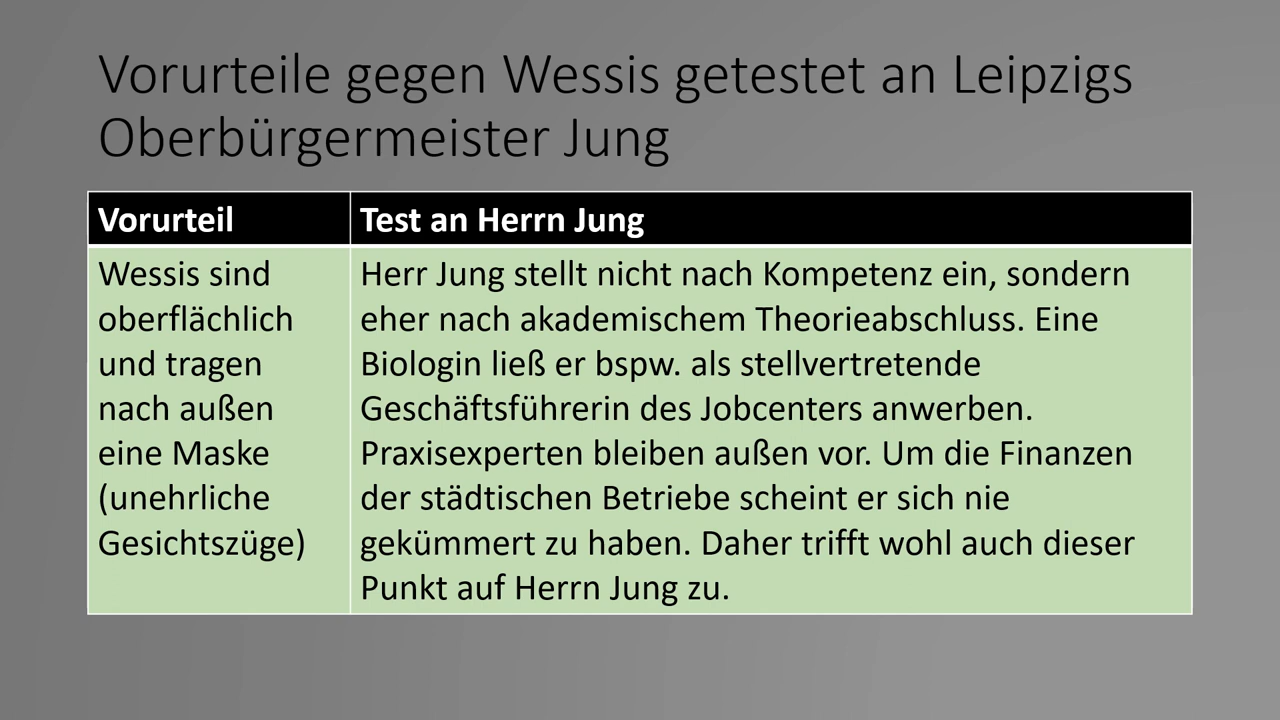 Vorurteile gegen Wessis getestet an Leipzigs
Oberbürgermeister Jung
Vorurteil
Test an Herrn Jung
Wessis sind
oberflächlich
und tragen
nach außen
eine Maske
(unehrliche
Gesichtszüge)
Herr Jung stellt nicht nach Kompetenz ein, sondern
eher nach akademischem Theorieabschluss. Eine
Biologin ließ er bspw. als stellvertretende
Geschäftsführerin des Jobcenters anwerben.
Praxisexperten bleiben außen vor. Um die Finanzen
der städtischen Betriebe scheint er sich nie
gekümmert zu haben. Daher trifft wohl auch dieser
Punkt auf Herrn Jung zu.